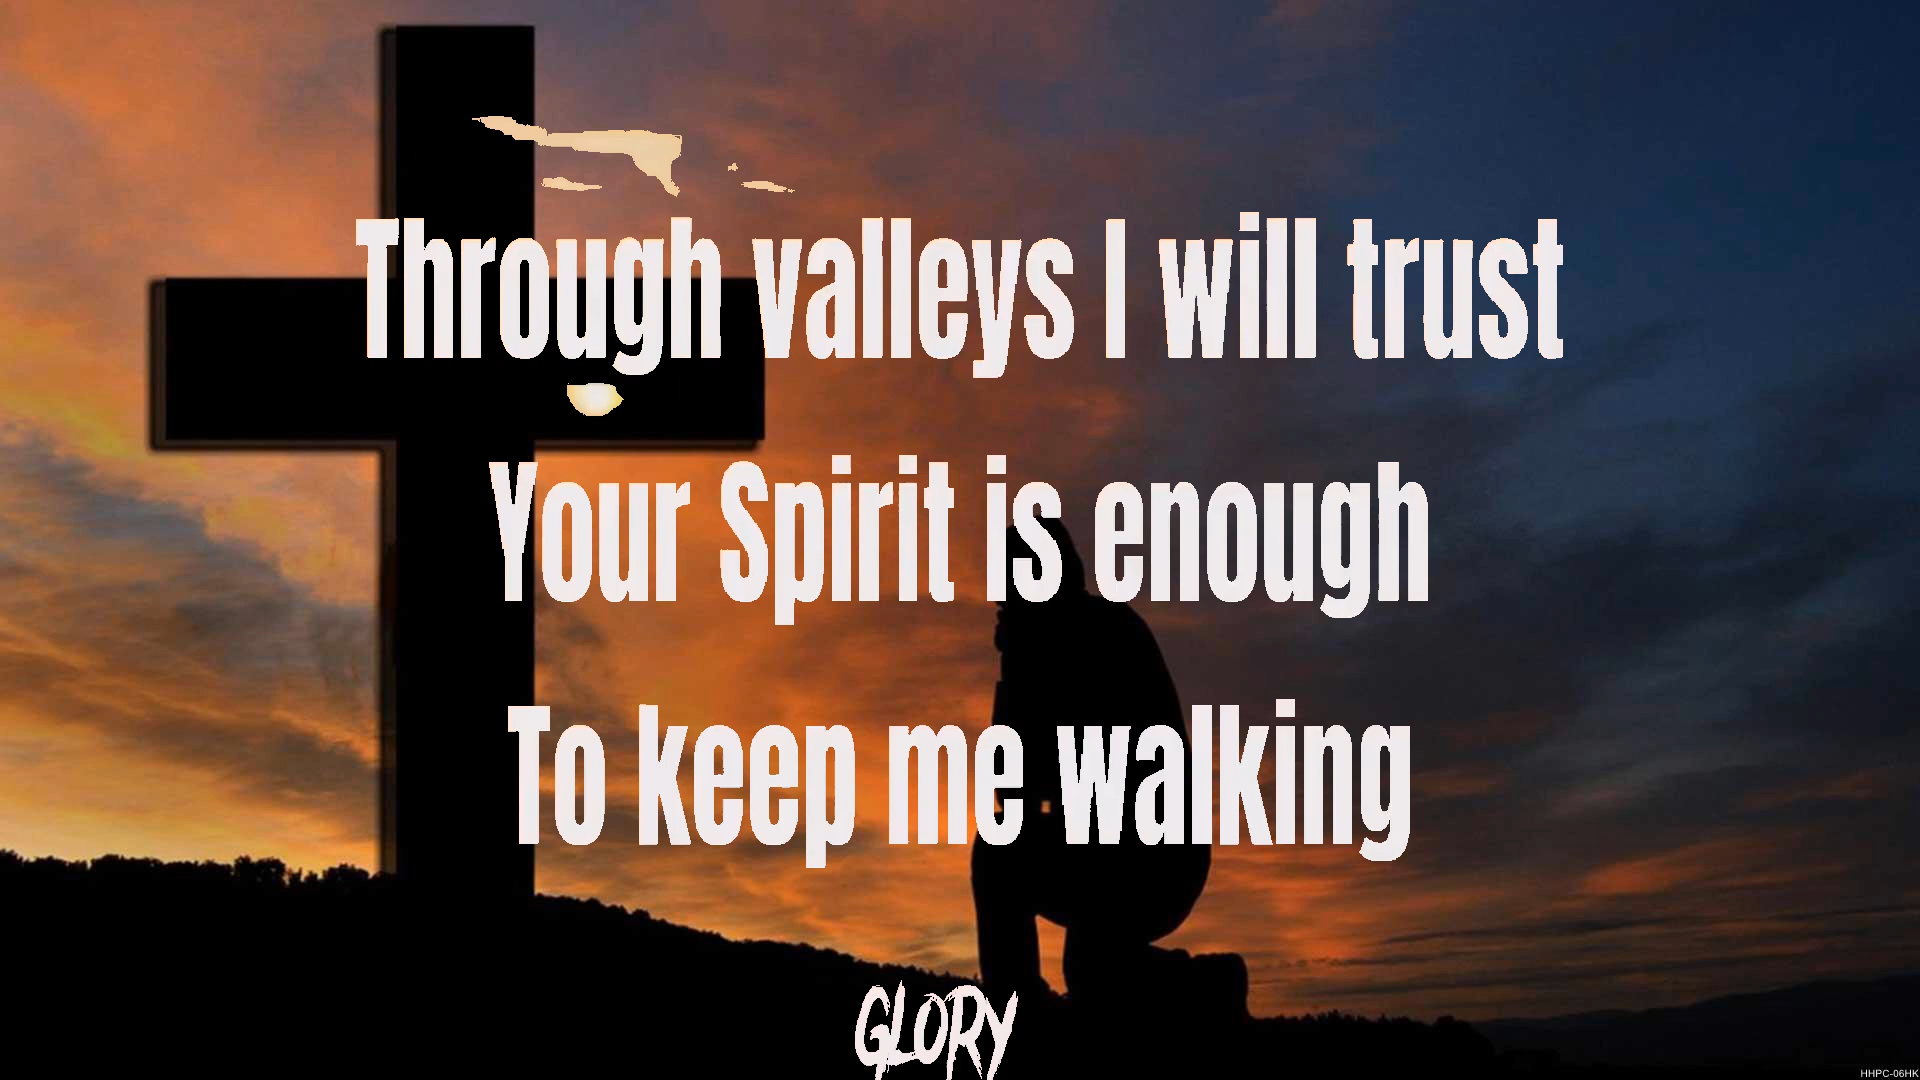 Through valleys I will trust
Your Spirit is enough
To keep me walking
GLORY
HHPC-06HK